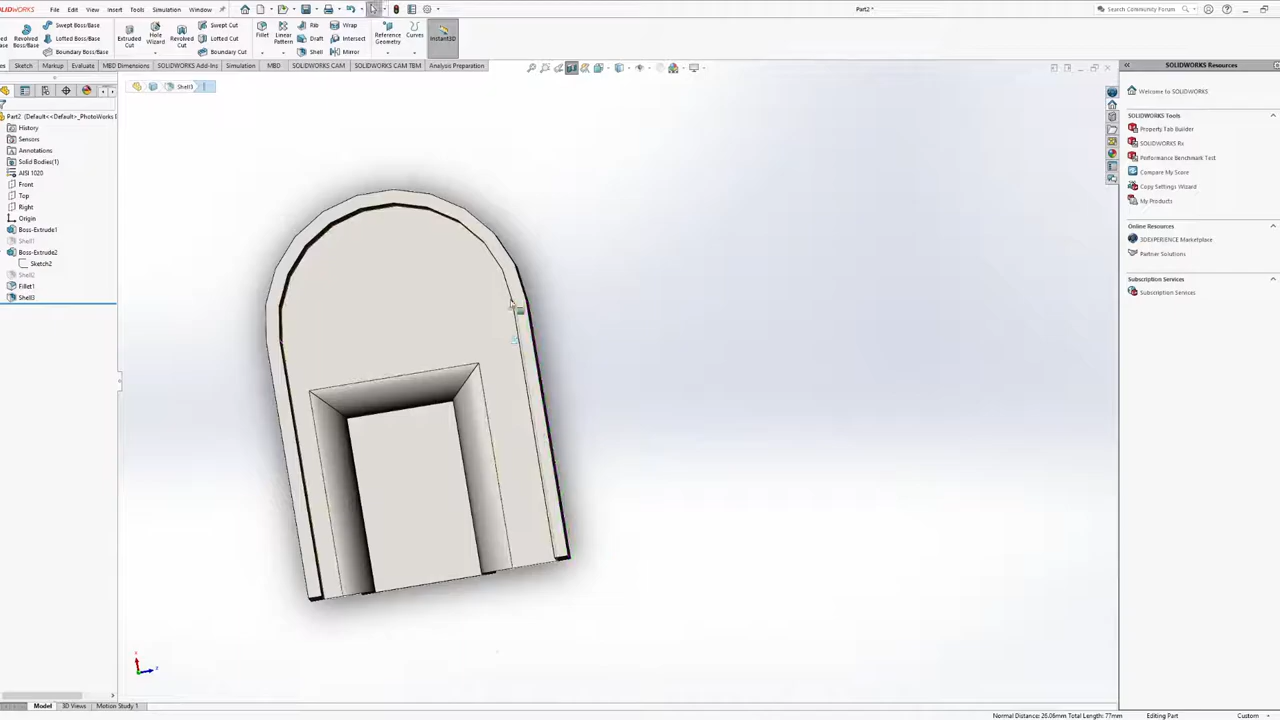 SOLIDWORKS File Edit View Insert Tools Simulation Window Part2 * Search Community Forum
Swept Boss/Base Rib Wrap Swept Cut
Revolved Boss/Base Lofted Boss/Base Extruded Cut Hole Wizard Revolved Cut Lofted Cut Fillet Linear Pattern Draft Intersect Reference Geometry Curves Instant3D
Boundary Boss/Base Boundary Cut Shell Mirror
Sketch Markup Evaluate MBD Dimensions SOLIDWORKS Add-Ins Simulation MBD SOLIDWORKS CAM SOLIDWORKS CAM TBM Analysis Preparation
Shell3
SOLIDWORKS Resources
Welcome to SOLIDWORKS
SOLIDWORKS Tools
Property Tab Builder
SOLIDWORKS Rx
Performance Benchmark Test
Compare My Score
Copy Settings Wizard
My Products
Online Resources
3DEXPERIENCE Marketplace
Partner Solutions
Subscription Services
Subscription Services
Part2 (Default<<Default>_PhotoWorks
History
Sensors
Annotations
Solid Bodies(1)
AISI 1020
Front
Top
Right
Origin
Boss-Extrude1
Shell1
Boss-Extrude2
Sketch2
Shell2
Fillet1
Shell3
Model 3D Views Motion Study 1
Normal Distance: 26.06mm Total Length: 77mm Editing Part Custom